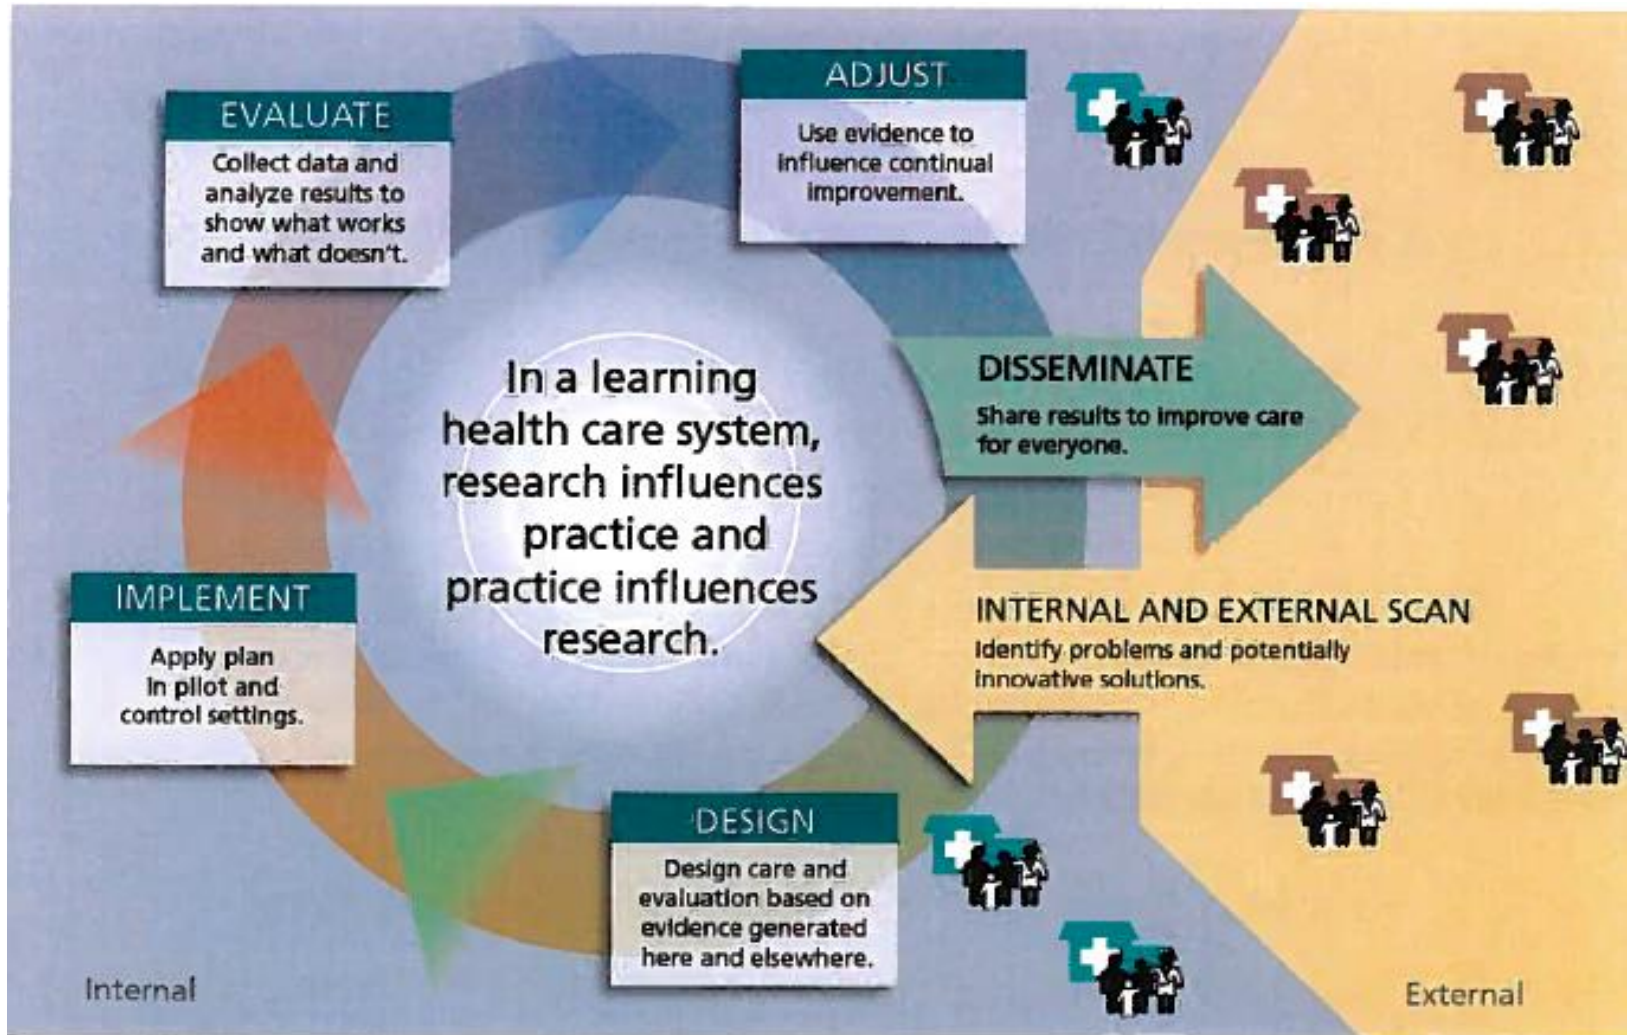 EVALUATE
Collect data and
analyze results to
show what works
and what doesn't.
ADJUST
Use evidence to
influence continual
improvement.
In a learning
health care system,
research influences
practice and
practice influences
research.
DISSEMINATE
Share results to improve care
for everyone.
INTERNAL AND EXTERNAL SCAN
Identify problems and potentially
innovative solutions.
IMPLEMENT
Apply plan
in pilot and
control settings.
DESIGN
Design care and
evaluation based on
evidence generated
here and elsewhere.
Internal
External